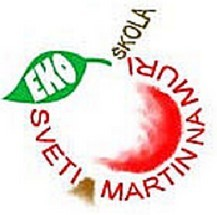 EKO
ŠKOLA
SVETI MARTIN NA MURI